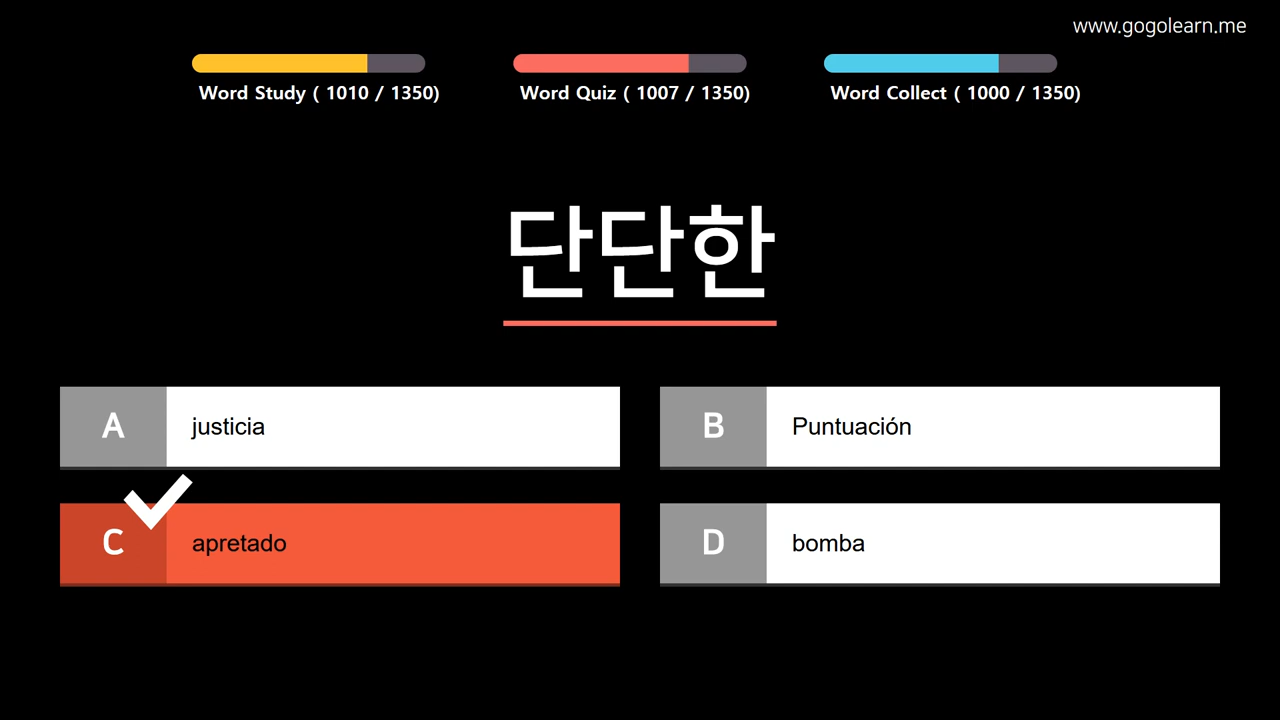 www.gogolearn.me
Word Study ( 1010 / 1350)
Word Quiz ( 1007 / 1350)
Word Collect ( 1000 / 1350)
단단한
A justicia
B Puntuación
C apretado
D bomba